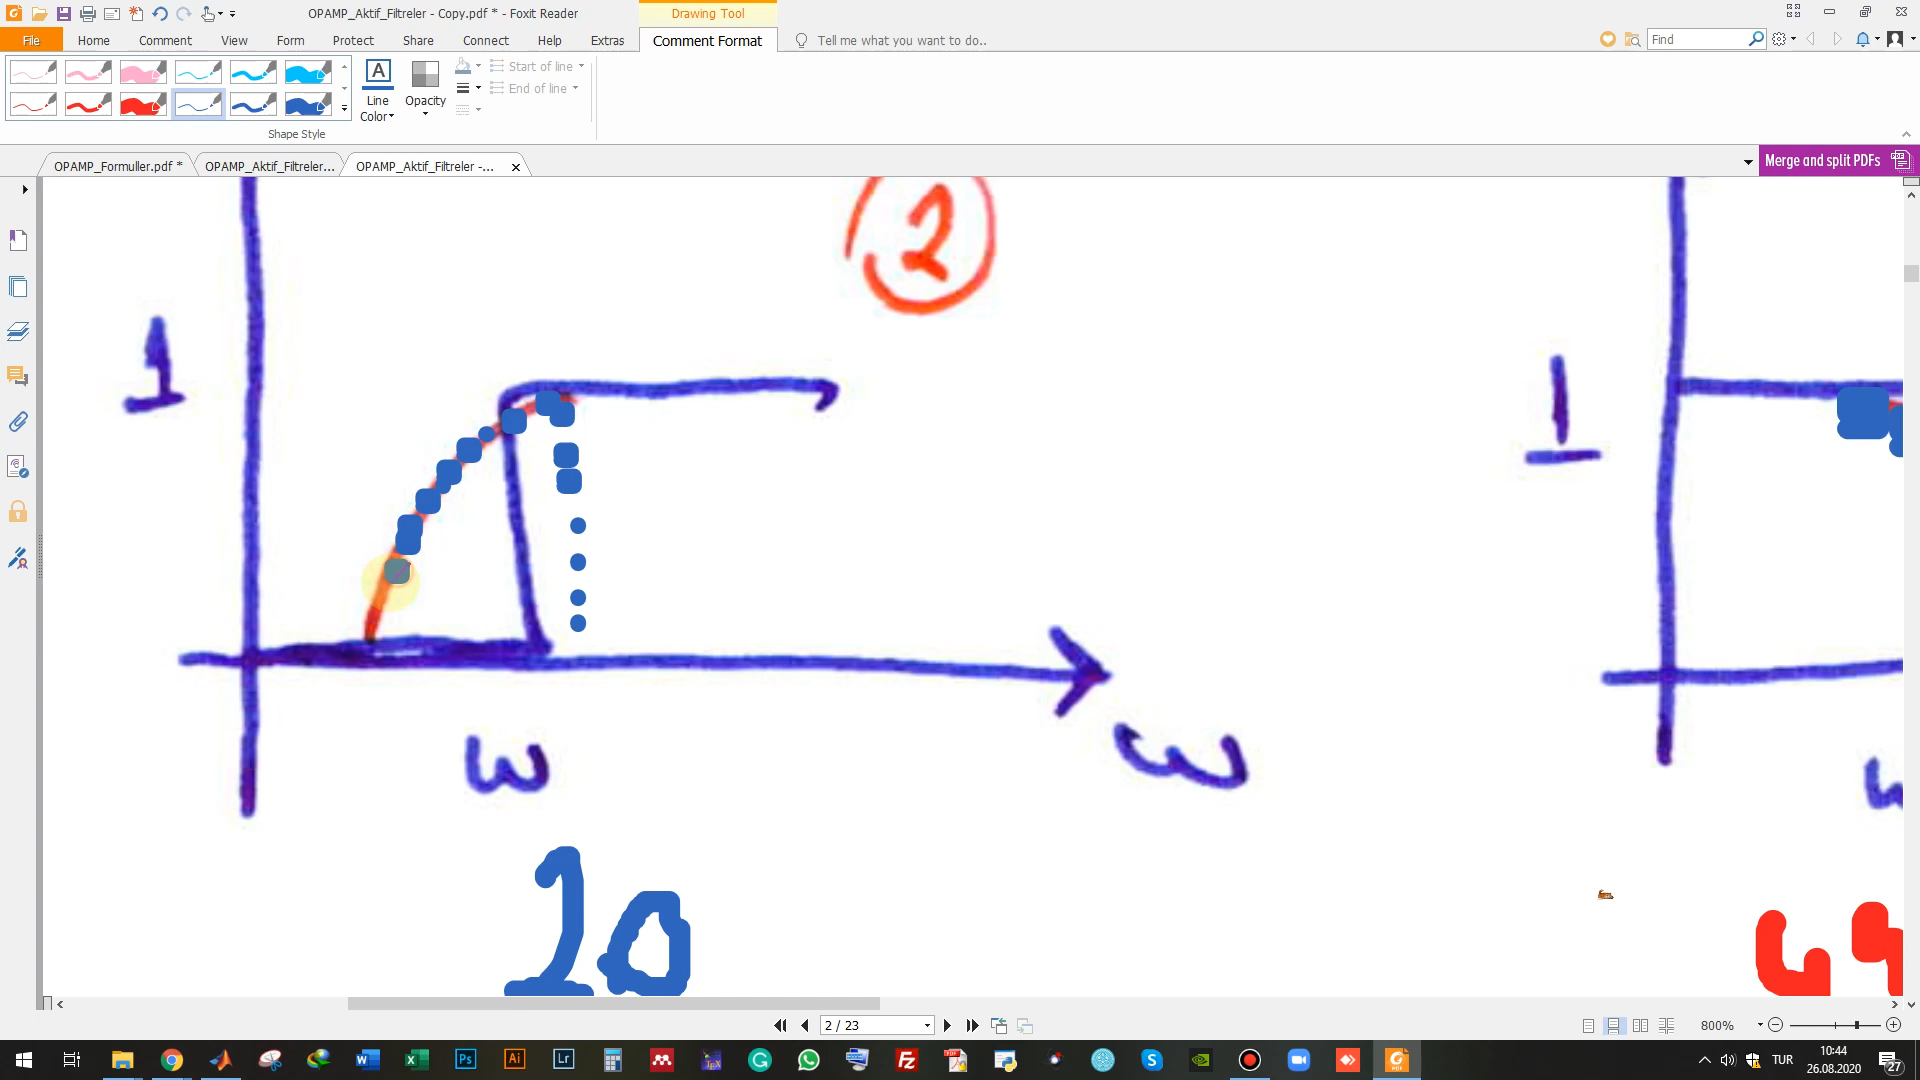 OPAMP_Aktif_Filtreler - Copy.pdf * - Foxit Reader
Drawing Tool
File
Home
Comment
View
Form
Protect
Share
Connect
Help
Extras
Comment Format
Tell me what you want to do..
Find
Line Color
Opacity
Start of line
End of line
Shape Style
OPAMP_Formuller.pdf *
OPAMP_Aktif_Filtreler...
OPAMP_Aktif_Filtreler -...
Merge and split PDFs
2
1
1
w
w
10
2 / 23
800%
TUR
10:44
26.08.2020
27